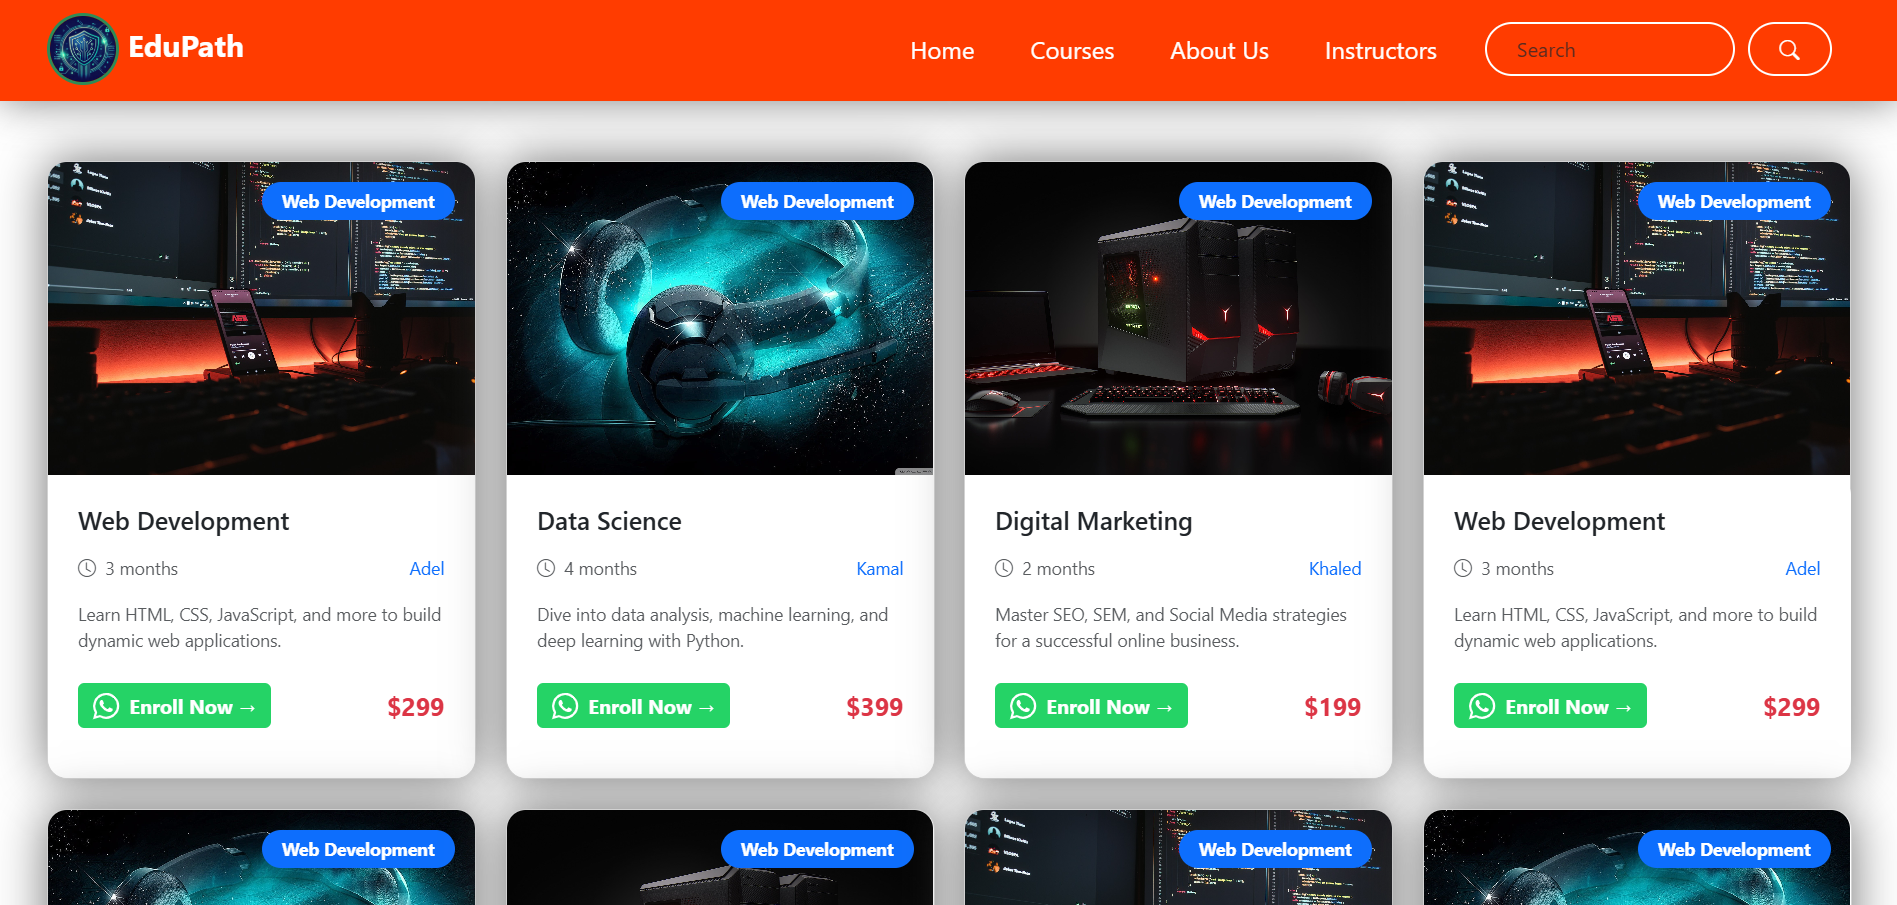 EduPath
Home
Courses
About Us
Instructors
Search
Web Development
Web Development
Web Development
Web Development
Web Development
Data Science
Digital Marketing
Web Development
3 months
Adel
4 months
Kamal
2 months
Khaled
3 months
Adel
Learn HTML, CSS, JavaScript, and more to build
dynamic web applications.
Dive into data analysis, machine learning, and
deep learning with Python.
Master SEO, SEM, and Social Media strategies
for a successful online business.
Learn HTML, CSS, JavaScript, and more to build
dynamic web applications.
Enroll Now →
$299
Enroll Now →
$399
Enroll Now →
$199
Enroll Now →
$299
Web Development
Web Development
Web Development
Web Development